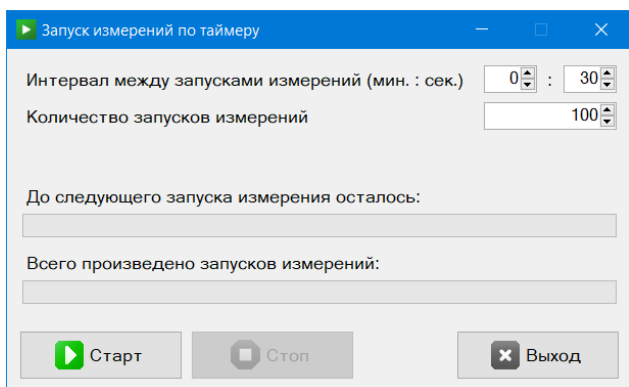 Запуск измерений по таймеру
Интервал между запусками измерений (мин. : сек.) 0 : 30
Количество запусков измерений 100
До следующего запуска измерения осталось:
Всего произведено запусков измерений:
Старт Стоп Выход